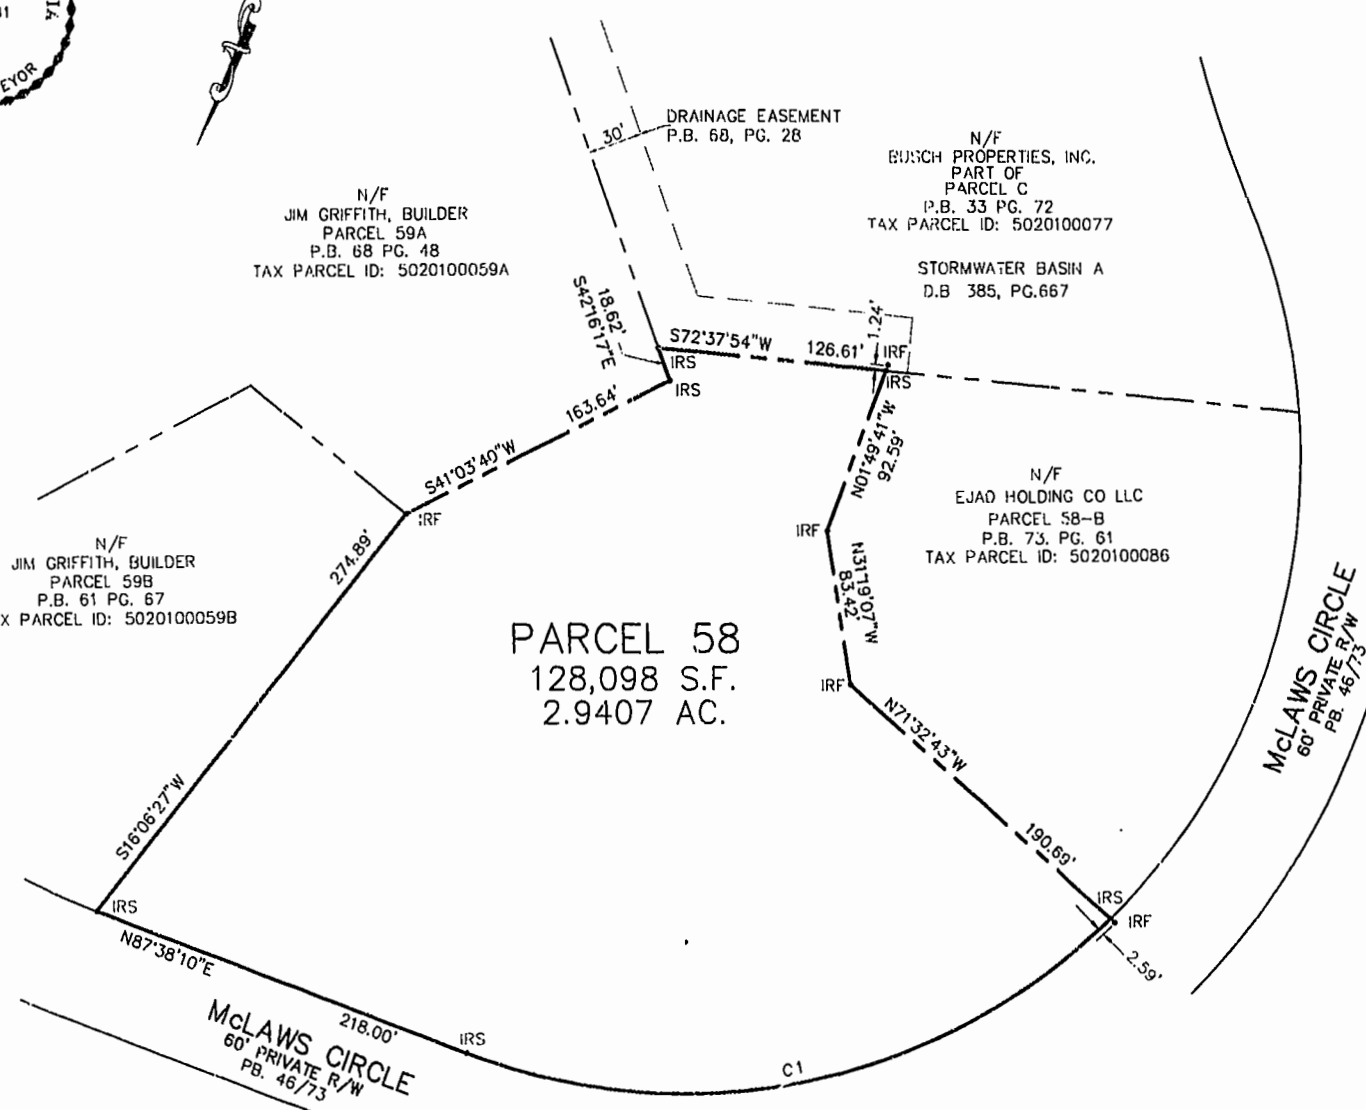 EYOR
DRAINAGE EASEMENT
P.B. 68, PG. 28
30'
N/F
BUSCH PROPERTIES, INC.
PART OF
PARCEL C
P.B. 33 PG. 72
TAX PARCEL ID: 5020100077
STORMWATER BASIN A
D.B 385, PG.667
N/F
JIM GRIFFITH, BUILDER
PARCEL 59A
P.B. 68 PG. 48
TAX PARCEL ID: 5020100059A
18.62'
S42°16'17"E
S72°37'54"W
126.61'
1.24'
IRF
IRS
IRS
IRS
163.64'
S41°03'40"W
IRF
N01°49'41"W
92.59'
N/F
EJAD HOLDING CO LLC
PARCEL 58-B
P.B. 73. PG. 61
TAX PARCEL ID: 5020100086
IRF
N31°19'07"W
83.42'
N/F
JIM GRIFFITH, BUILDER
PARCEL 59B
P.B. 61 PG. 67
X PARCEL ID: 5020100059B
274.89'
S16°06'27"W
PARCEL 58
128,098 S.F.
2.9407 AC.
IRF
N71°32'43"W
190.69'
McLAWS CIRCLE
60' PRIVATE R/W
PB. 46/73
IRS
IRF
2.59'
IRS
N87°38'10"E
218.00'
IRS
C1
McLAWS CIRCLE
60' PRIVATE R/W
PB. 46/73